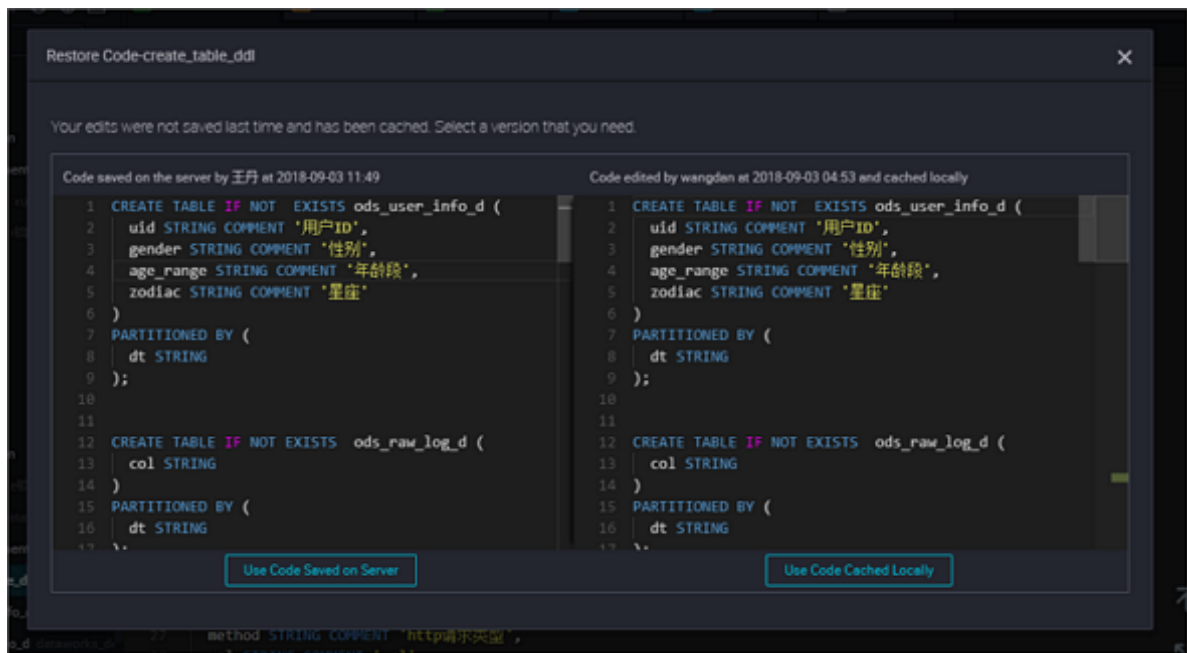 Restore Code-create_table_ddl
Your edits were not saved last time and has been cached. Select a version that you need.
Code saved on the server by 王丹 at 2018-09-03 11:49
1 CREATE TABLE IF NOT EXISTS ods_user_info_d (
2 uid STRING COMMENT '用户ID',
3 gender STRING COMMENT '性别',
4 age_range STRING COMMENT '年龄段',
5 zodiac STRING COMMENT '星座'
6 )
7 PARTITIONED BY (
8 dt STRING
9 );
10
11
12 CREATE TABLE IF NOT EXISTS ods_raw_log_d (
13 col STRING
14 )
15 PARTITIONED BY (
16 dt STRING
17 );
Use Code Saved on Server
Code edited by wangdan at 2018-09-03 04:53 and cached locally
1 CREATE TABLE IF NOT EXISTS ods_user_info_d (
2 uid STRING COMMENT '用户ID',
3 gender STRING COMMENT '性别',
4 age_range STRING COMMENT '年龄段',
5 zodiac STRING COMMENT '星座'
6 )
7 PARTITIONED BY (
8 dt STRING
9 );
10
11
12 CREATE TABLE IF NOT EXISTS ods_raw_log_d (
13 col STRING
14 )
15 PARTITIONED BY (
16 dt STRING
17 );
Use Code Cached Locally
27 method STRING COMMENT 'http请求类型',